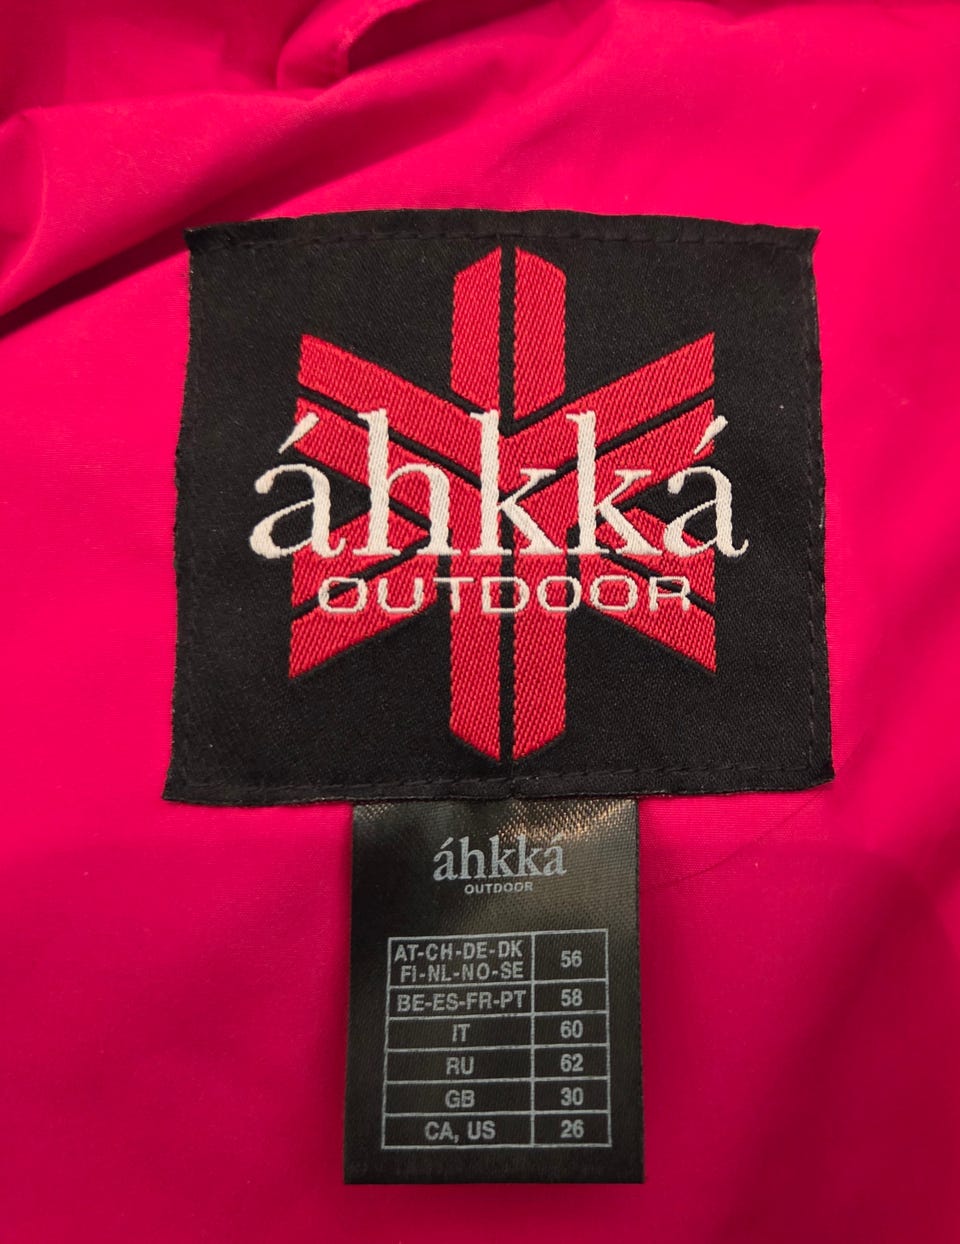 áhkká
OUTDOOR
áhkká
OUTDOOR
AT-CH-DE-DK
FI-NL-NO-SE 56
BE-ES-FR-PT 58
IT 60
RU 62
GB 30
CA, US 26